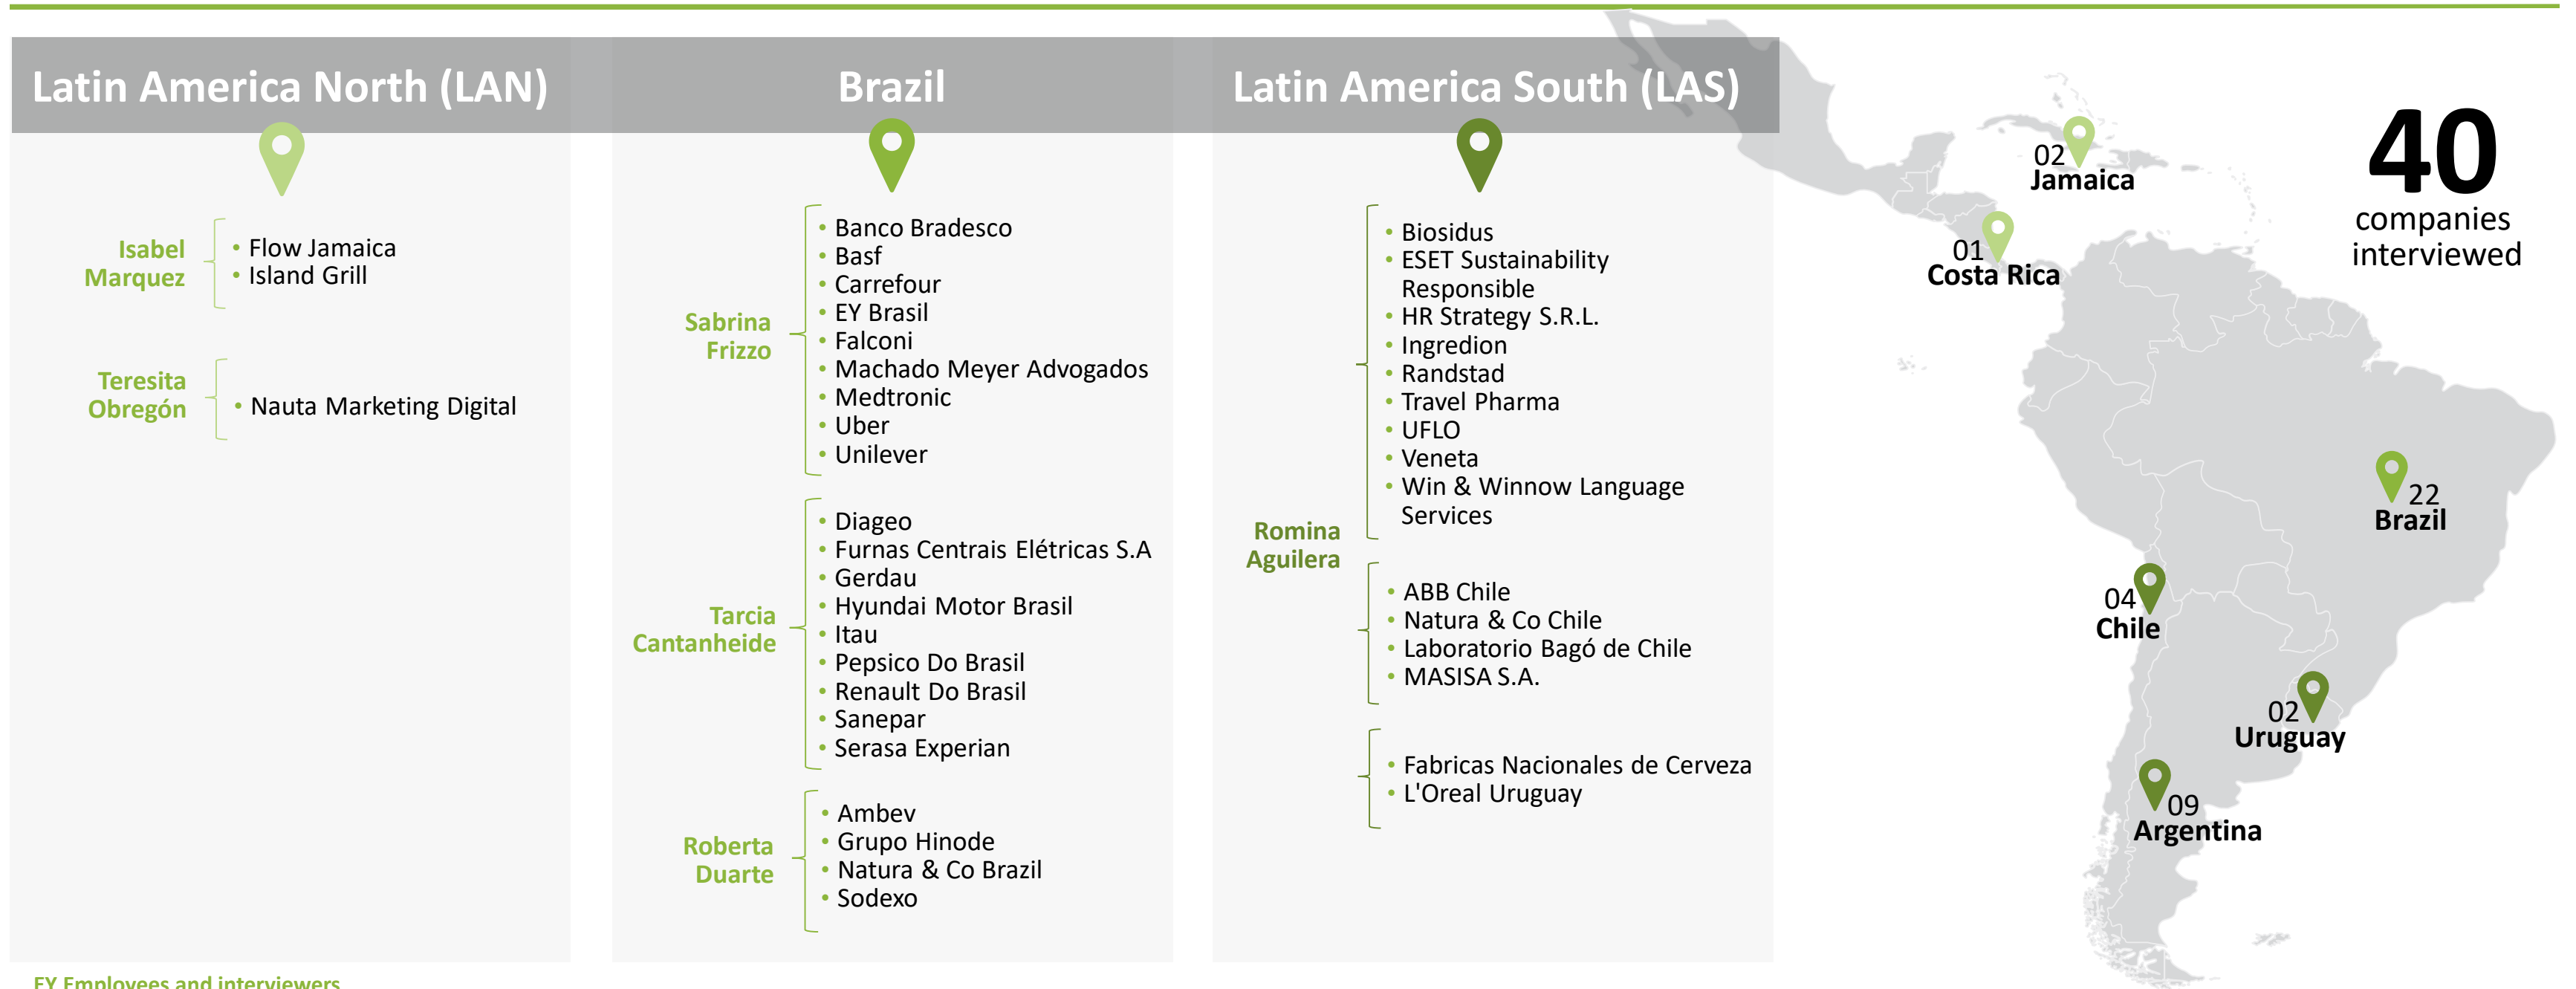 Latin America North (LAN)
Isabel
Marquez
• Flow Jamaica
• Island Grill
Teresita
Obregón
• Nauta Marketing Digital
Brazil
Sabrina
Frizzo
• Banco Bradesco
• Basf
• Carrefour
• EY Brasil
• Falconi
• Machado Meyer Advogados
• Medtronic
• Uber
• Unilever
Tarcia
Cantanheide
• Diageo
• Furnas Centrais Elétricas S.A
• Gerdau
• Hyundai Motor Brasil
• Itau
• Pepsico Do Brasil
• Renault Do Brasil
• Sanepar
• Serasa Experian
Roberta
Duarte
• Ambev
• Grupo Hinode
• Natura & Co Brazil
• Sodexo
Latin America South (LAS)
Romina
Aguilera
• Biosidus
• ESET Sustainability
Responsible
• HR Strategy S.R.L.
• Ingredion
• Randstad
• Travel Pharma
• UFLO
• Veneta
• Win & Winnow Language
Services
• ABB Chile
• Natura & Co Chile
• Laboratorio Bagó de Chile
• MASISA S.A.
• Fabricas Nacionales de Cerveza
• L'Oreal Uruguay
02
Jamaica
01
Costa Rica
40
companies
interviewed
22
Brazil
04
Chile
02
Uruguay
09
Argentina
EY Employees and interviewers